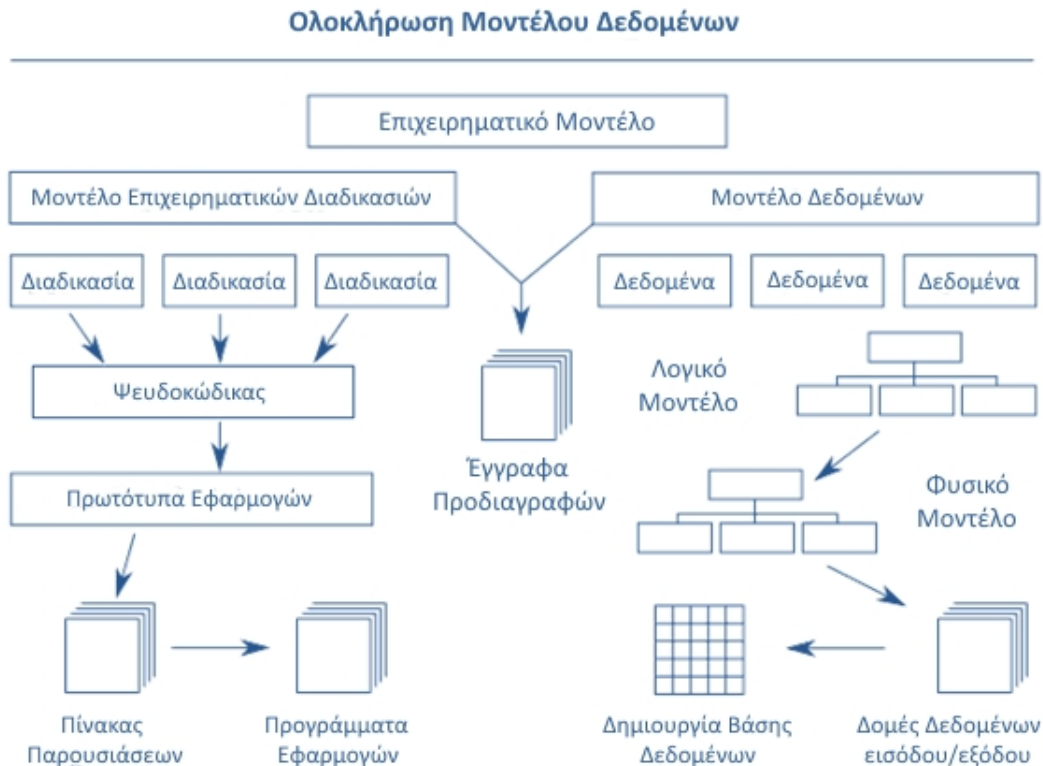 Ολοκλήρωση Μοντέλου Δεδομένων
Επιχειρηματικό Μοντέλο
Μοντέλο Επιχειρηματικών Διαδικασιών
Μοντέλο Δεδομένων
Διαδικασία
Διαδικασία
Διαδικασία
Δεδομένα
Δεδομένα
Δεδομένα
Ψευδοκώδικας
Λογικό
Μοντέλο
Έγγραφα
Προδιαγραφών
Πρωτότυπα Εφαρμογών
Φυσικό
Μοντέλο
Πίνακας
Παρουσιάσεων
Προγράμματα
Εφαρμογών
Δημιουργία Βάσης
Δεδομένων
Δομές Δεδομένων
εισόδου/εξόδου